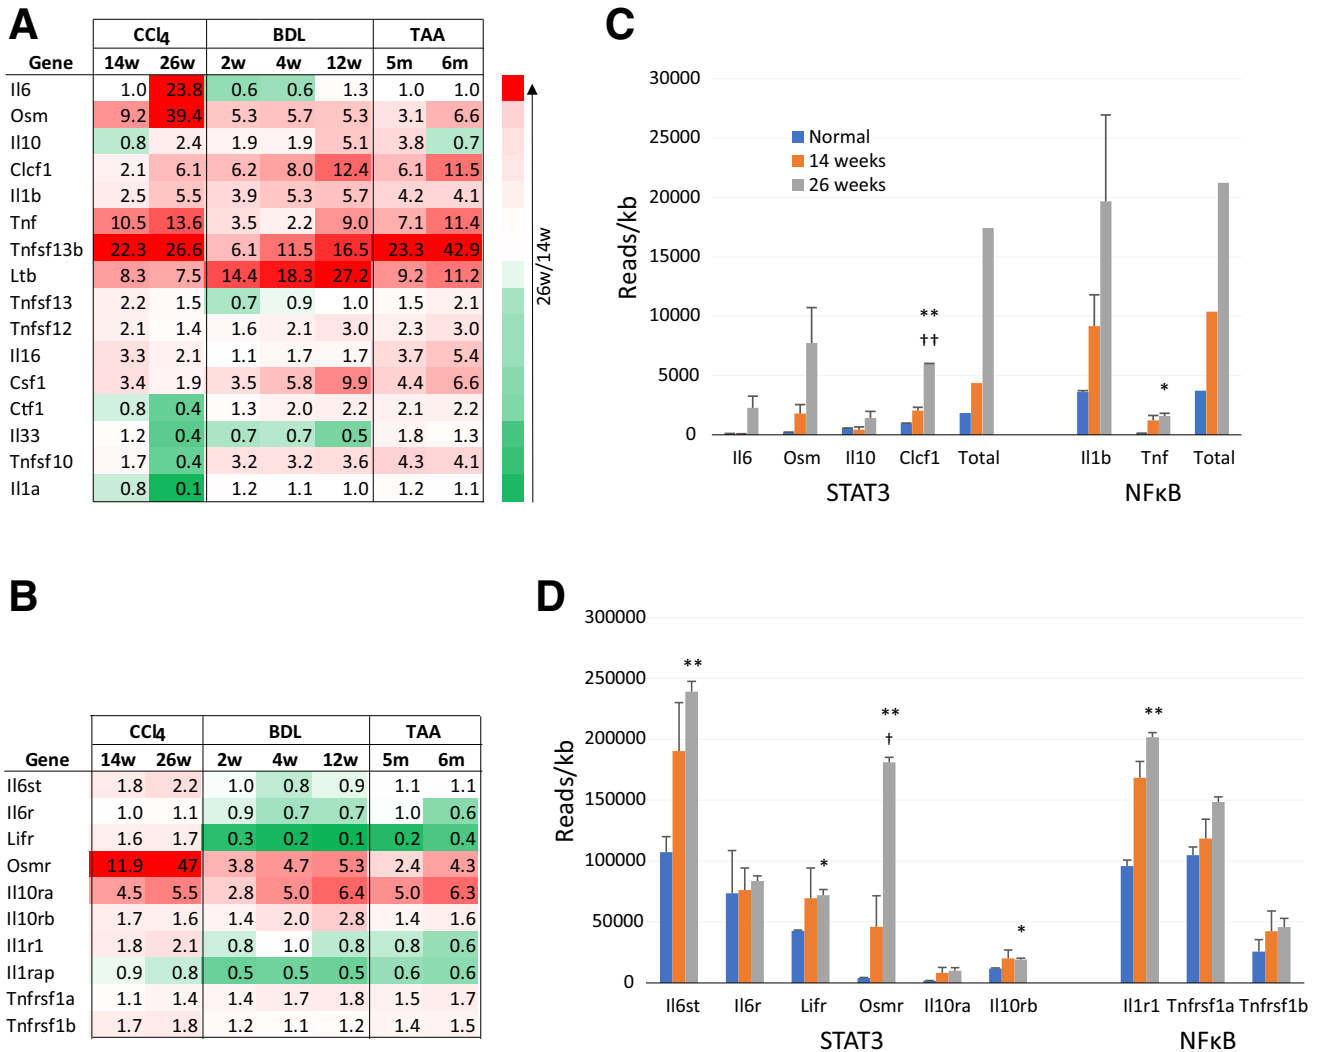 A
CCl4 BDL TAA
Gene 14w 26w 2w 4w 12w 5m 6m
Il6 1.0 23.8 0.6 0.6 1.3 1.0 1.0
Osm 9.2 39.4 5.3 5.7 5.3 3.1 6.6
Il10 0.8 2.4 1.9 1.9 5.1 3.8 0.7
Clcf1 2.1 6.1 6.2 8.0 12.4 6.1 11.5
Il1b 2.5 5.5 3.9 5.3 5.7 4.2 4.1
Tnf 10.5 13.6 3.5 2.2 9.0 7.1 11.4
Tnfsf13b 22.3 26.6 6.1 11.5 16.5 23.3 42.9
Ltb 8.3 7.5 14.4 18.3 27.2 9.2 11.2
Tnfsf13 2.2 1.5 0.7 0.9 1.0 1.5 2.1
Tnfsf12 2.1 1.4 1.6 2.1 3.0 2.3 3.0
Il16 3.3 2.1 1.1 1.7 1.7 3.7 5.4
Csf1 3.4 1.9 3.5 5.8 9.9 4.4 6.6
Ctf1 0.8 0.4 1.3 2.0 2.2 2.1 2.2
Il33 1.2 0.4 0.7 0.7 0.5 1.8 1.3
Tnfsf10 1.7 0.4 3.2 3.2 3.6 4.3 4.1
Il1a 0.8 0.1 1.2 1.1 1.0 1.2 1.1
26w/14w
C
Reads/kb
30000
25000
20000
15000
10000
5000
0
Normal
14 weeks
26 weeks
**
††
*
Il6 Osm Il10 Clcf1 Total Il1b Tnf Total
STAT3 NFκB
B
CCl4 BDL TAA
Gene 14w 26w 2w 4w 12w 5m 6m
Il6st 1.8 2.2 1.0 0.8 0.9 1.1 1.1
Il6r 1.0 1.1 0.9 0.7 0.7 1.0 0.6
Lifr 1.6 1.7 0.3 0.2 0.1 0.2 0.4
Osmr 11.9 47 3.8 4.7 5.3 2.4 4.3
Il10ra 4.5 5.5 2.8 5.0 6.4 5.0 6.3
Il10rb 1.7 1.6 1.4 2.0 2.8 1.4 1.6
Il1r1 1.8 2.1 0.8 1.0 0.8 0.8 0.6
Il1rap 0.9 0.8 0.5 0.5 0.5 0.6 0.6
Tnfrsf1a 1.1 1.4 1.4 1.7 1.8 1.5 1.7
Tnfrsf1b 1.7 1.8 1.2 1.1 1.2 1.4 1.5
D
Reads/kb
300000
250000
200000
150000
100000
50000
0
**
*
**
†
*
**
Il6st Il6r Lifr Osmr Il10ra Il10rb Il1r1 Tnfrsf1a Tnfrsf1b
STAT3 NFκB